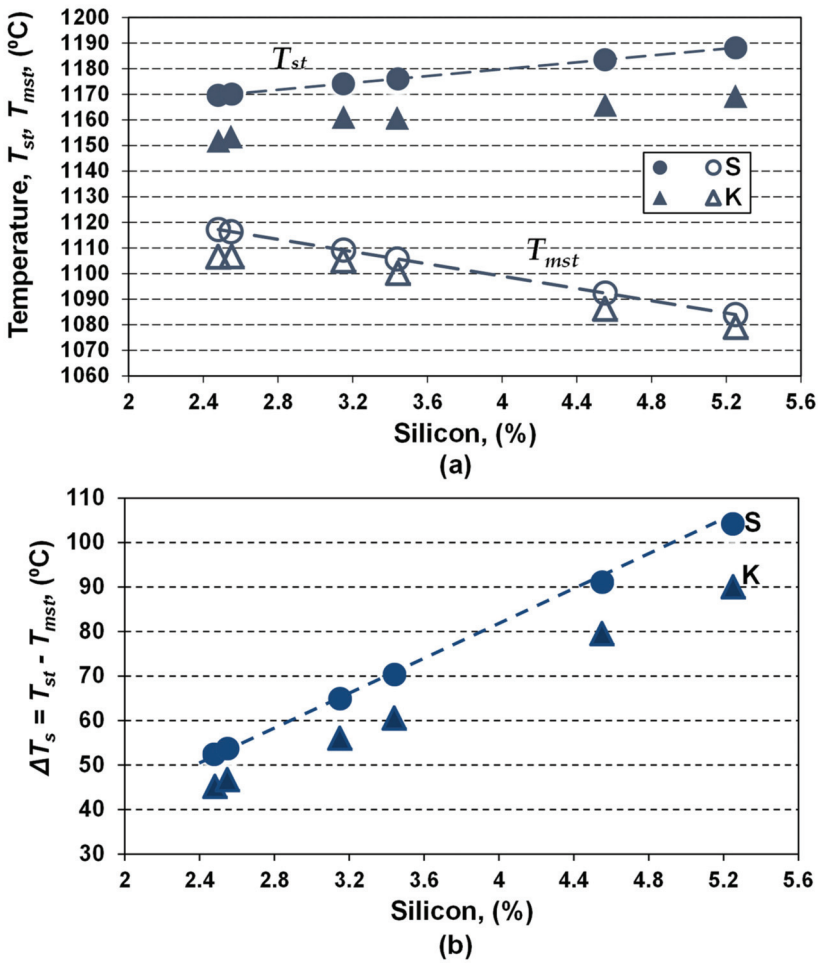 1200
1190
1180
1170
1160
1150
1140
1130
1120
1110
1100
1090
1080
1070
1060
Temperature, Tst, Tmst, (ºC)
Tst
S
K
Tmst
2 2.4 2.8 3.2 3.6 4 4.4 4.8 5.2 5.6
Silicon, (%)
(a)
110
100
90
80
70
60
50
40
30
ΔTs = Tst - Tmst, (ºC)
S
K
2 2.4 2.8 3.2 3.6 4 4.4 4.8 5.2 5.6
Silicon, (%)
(b)